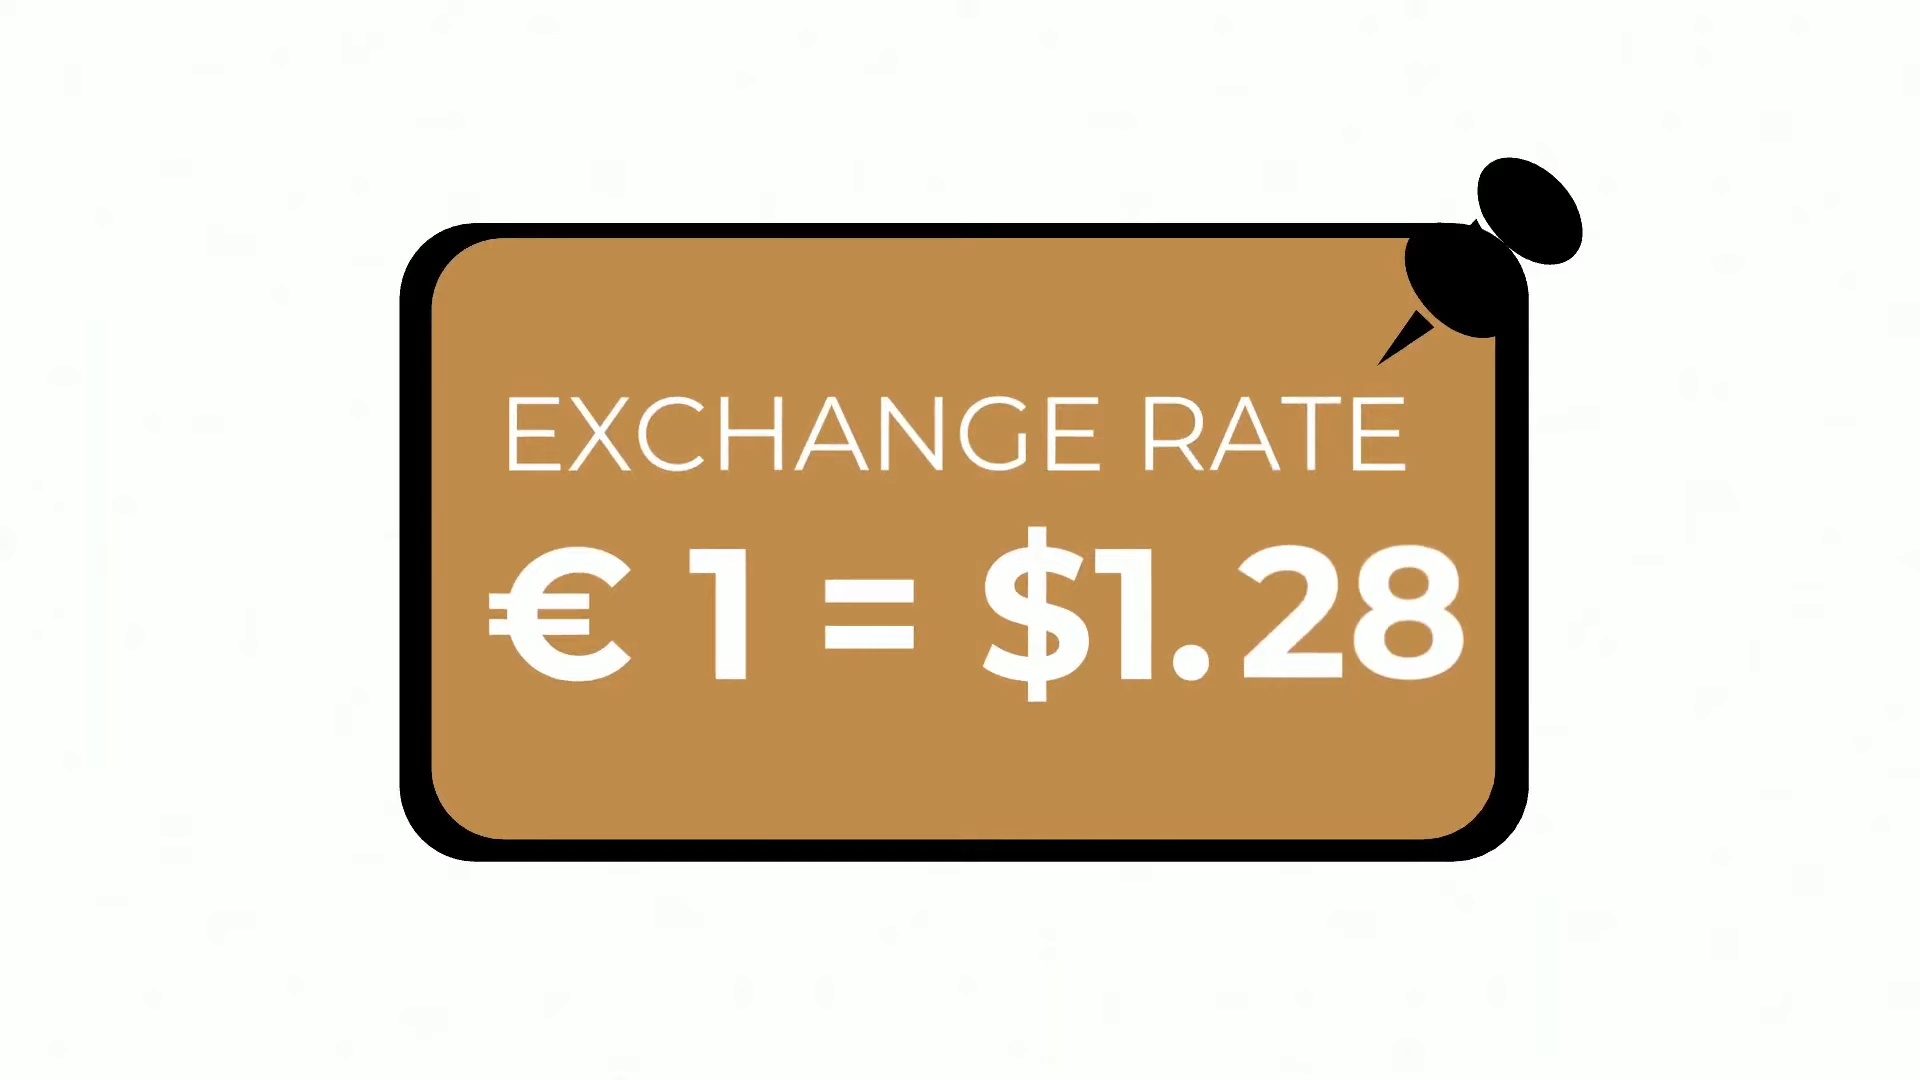 EXCHANGE RATE
€ 1 = $1.28